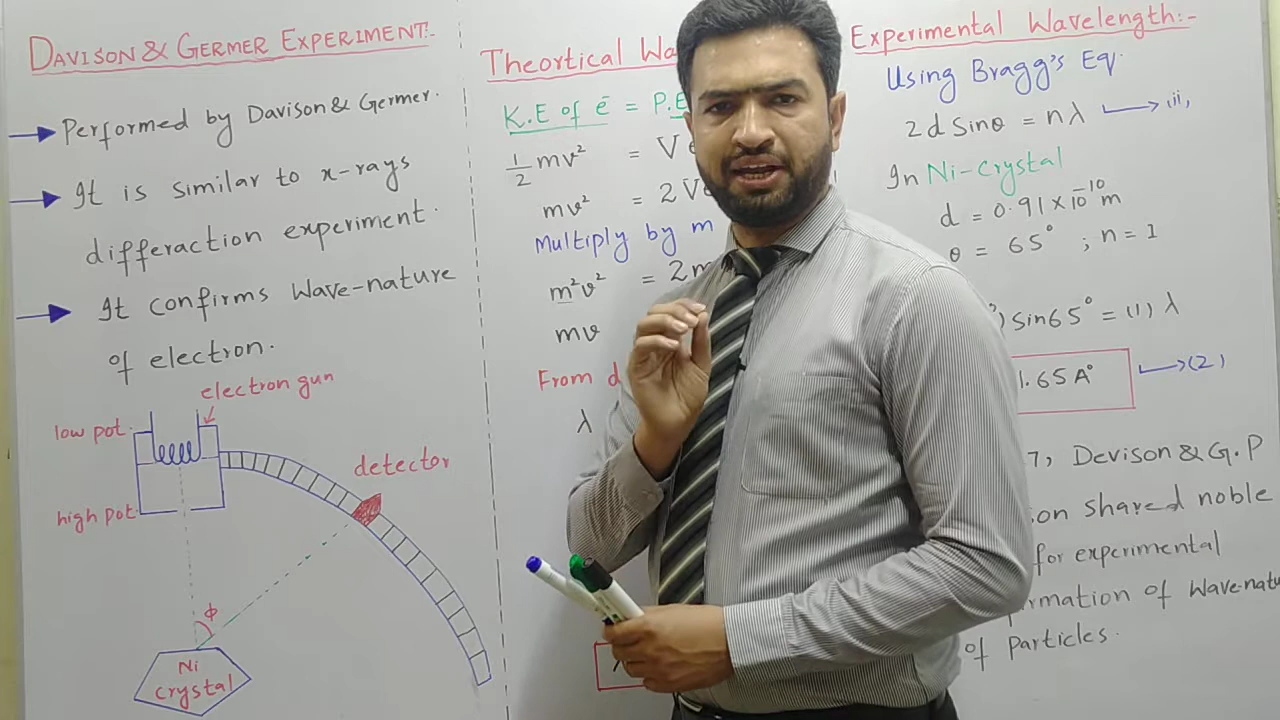 DAVISON & GERMER EXPERIMENT:-
Performed by Davison & Germer.
It is similar to x-rays
differaction experiment.
It confirms Wave-nature
of electron.
electron gun
low pot.
high pot.
detector
φ
Ni
crystal
Theortical Wa
K.E of ē = P.E
1/2 mv² = Ve
mv² = 2Ve
Multiply by m
m²v² = 2m
mv
From d
λ
Experimental Wavelength:-
Using Bragg's Eq.
2d Sinθ = nλ → (i),
In Ni-crystal
d = 0.91 × 10⁻¹⁰ m
θ = 65° ; n = 1
) sin65° = (1) λ
1.65 A° → (2)
7, Devison & G.P
on shared noble
for experimental
rmation of Wave-natu
of Particles.